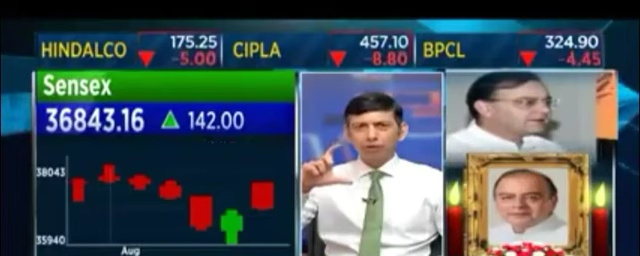 HINDALCO 175.25 -5.00 CIPLA 457.10 -8.80 BPCL 324.90 -4.45
Sensex
36843.16 142.00
38043
35940
Aug